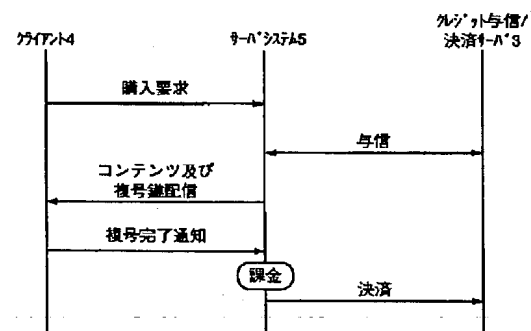 クライアント4
サーバシステム5
クレジット与信/
決済サーバ3
購入要求
与信
コンテンツ及び
複号鍵配信
複号完了通知
課金
決済